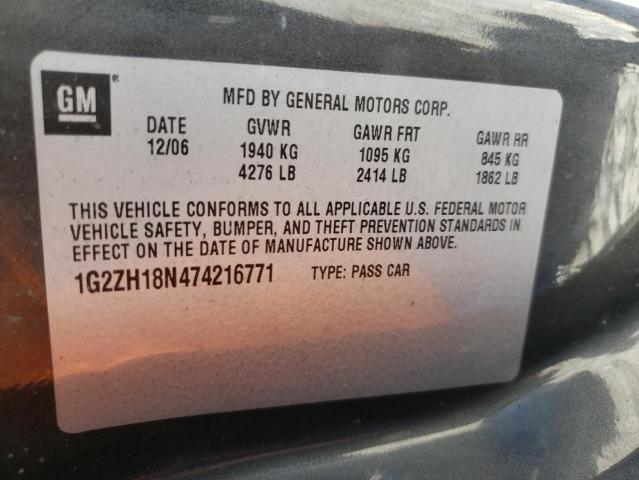 GM ®
MFD BY GENERAL MOTORS CORP.
DATE GVWR GAWR FRT GAWR RR
12/06 1940 KG 1095 KG 845 KG
4276 LB 2414 LB 1862 LB
THIS VEHICLE CONFORMS TO ALL APPLICABLE U.S. FEDERAL MOTOR
VEHICLE SAFETY, BUMPER, AND THEFT PREVENTION STANDARDS IN
EFFECT ON THE DATE OF MANUFACTURE SHOWN ABOVE.
1G2ZH18N474216771 TYPE: PASS CAR